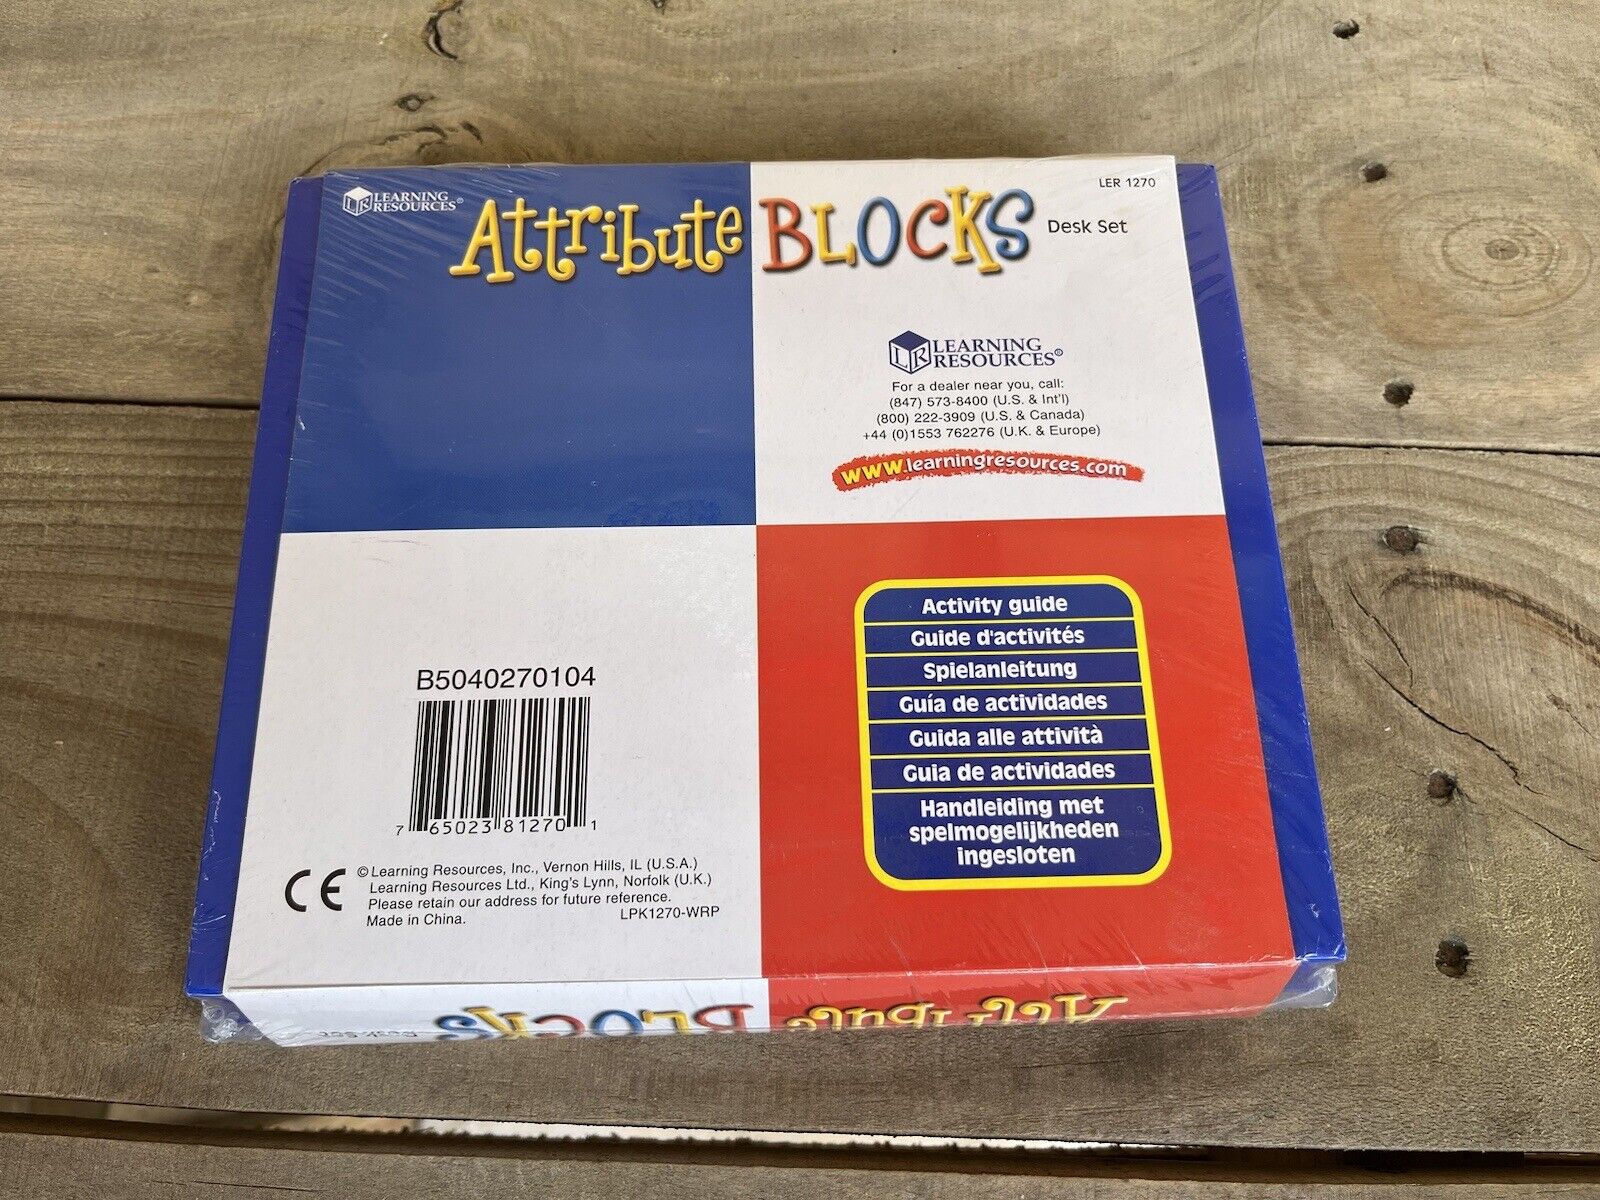 LEARNING
RESOURCES®
Attribute BLOCKS Desk Set
LER 1270
LR
LEARNING
RESOURCES®
For a dealer near you, call:
(847) 573-8400 (U.S. & Int'l)
(800) 222-3909 (U.S. & Canada)
+44 (0)1553 762276 (U.K. & Europe)
www.learningresources.com
B5040270104
7 65023 81270 1
CE
© Learning Resources, Inc., Vernon Hills, IL (U.S.A.)
Learning Resources Ltd., King's Lynn, Norfolk (U.K.)
Please retain our address for future reference.
Made in China.
LPK1270-WRP
Activity guide
Guide d'activités
Spielanleitung
Guía de actividades
Guida alle attività
Guia de actividades
Handleiding met
spelmogelijkheden
ingesloten
Attribute BLOCKS Desk Set